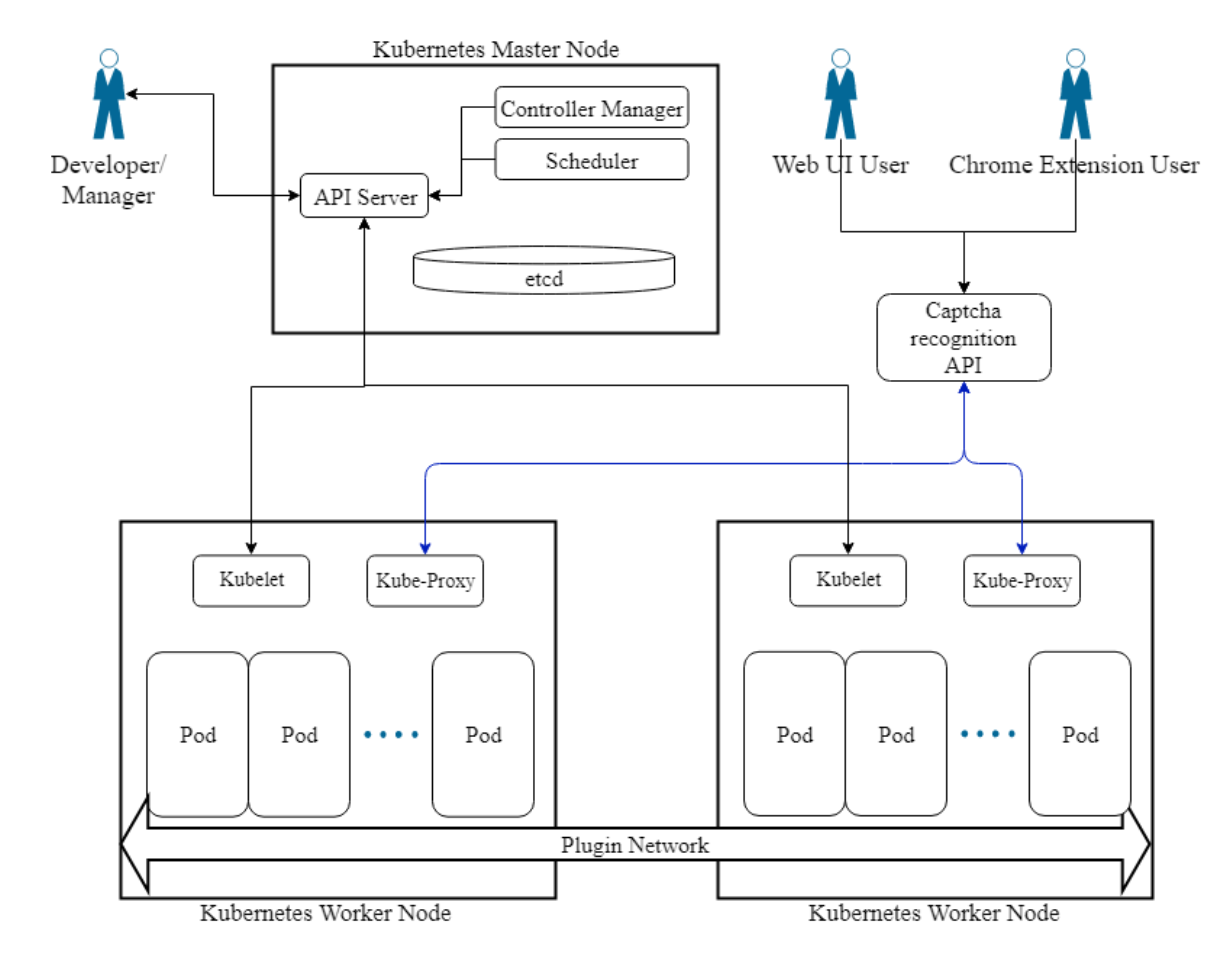 Kubernetes Master Node
Controller Manager
Scheduler
API Server
etcd
Developer/
Manager
Web UI User
Chrome Extension User
Captcha
recognition
API
Kubelet
Kube-Proxy
Kubelet
Kube-Proxy
Pod
Pod
Pod
Pod
Pod
Pod
Plugin Network
Kubernetes Worker Node
Kubernetes Worker Node